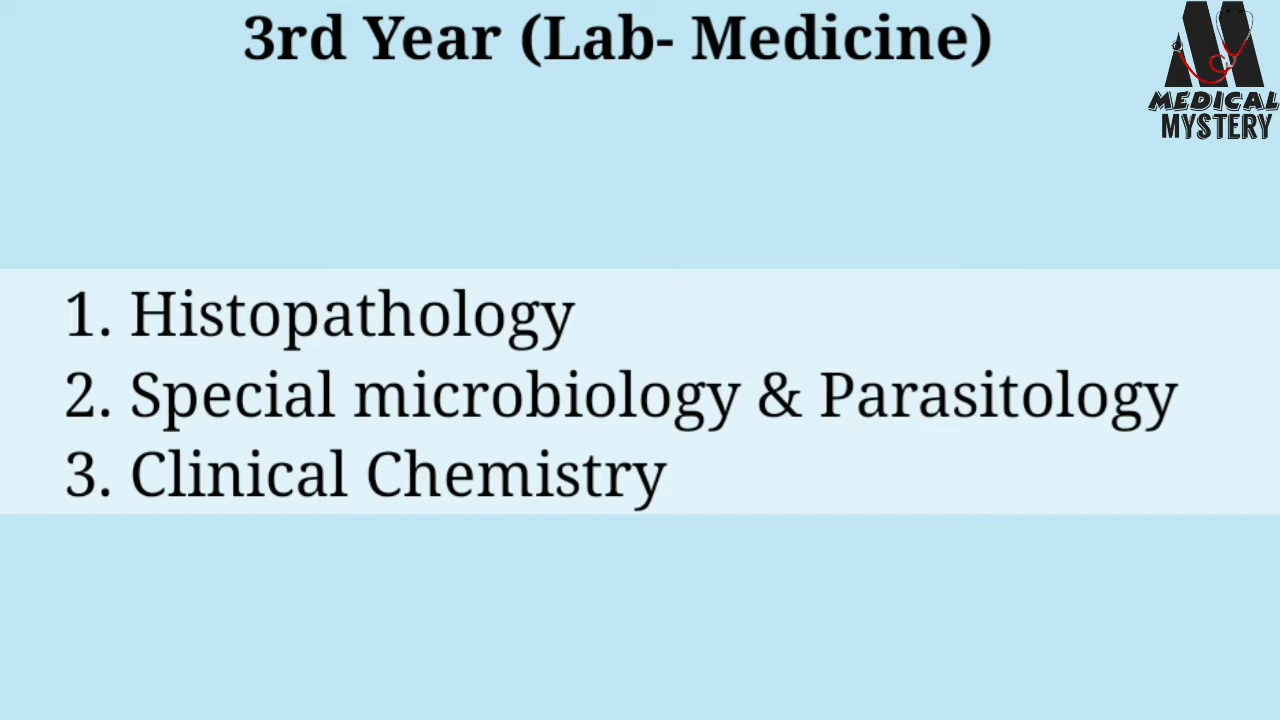 3rd Year (Lab- Medicine)
MEDICAL
MYSTERY
1. Histopathology
2. Special microbiology & Parasitology
3. Clinical Chemistry